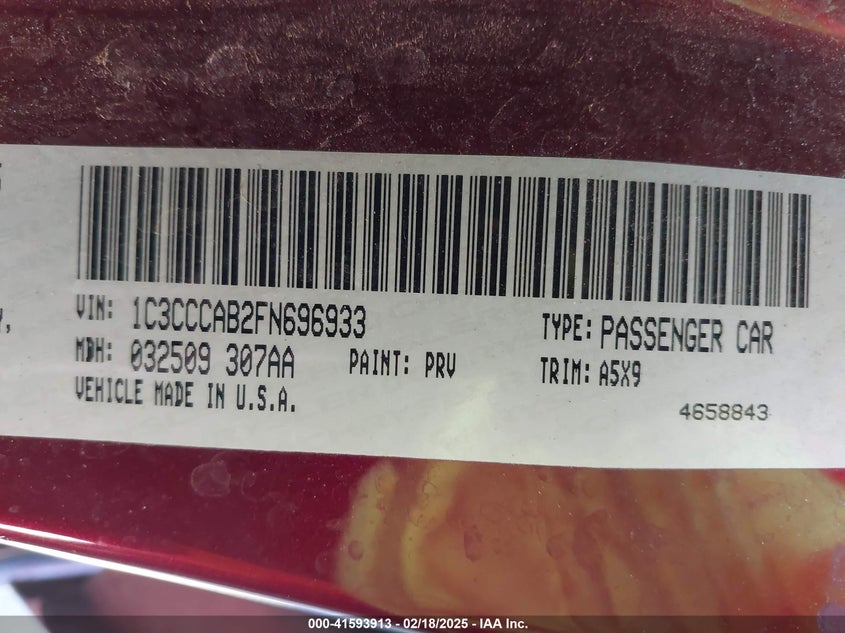 VIN: 1C3CCCAB2FN696933
TYPE: PASSENGER CAR
MDH: 032509 307AA
PAINT: PRV
TRIM: A5X9
VEHICLE MADE IN U.S.A.
4658843
000-41593913 - 02/18/2025 - IAA Inc.